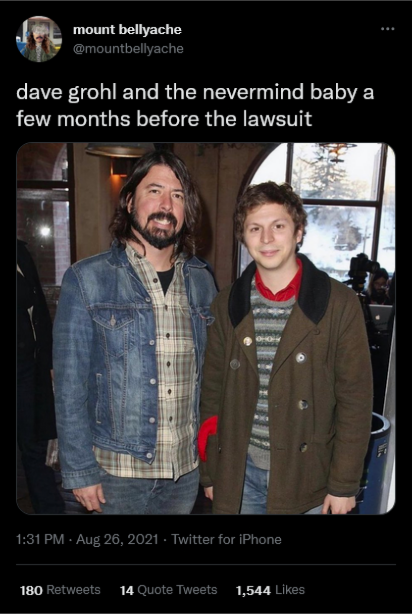 mount bellyache
@mountbellyache
dave grohl and the nevermind baby a
few months before the lawsuit
1:31 PM · Aug 26, 2021 · Twitter for iPhone
180 Retweets 14 Quote Tweets 1,544 Likes